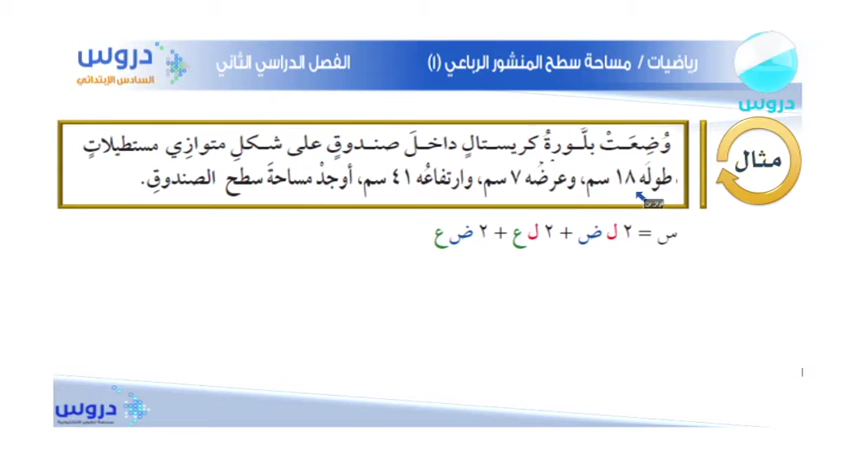 رياضيات / مساحة سطح المنشور الرباعي (١)
الفصل الدراسي الثاني
دروس
السادس الإبتدائي
دروس
مثال
وُضِعَتْ بلَّورةُ كريستالٍ داخلَ صندوقٍ على شكلِ متوازِي مستطيلاتٍ
طولُه ١٨ سم، وعرضُه ٧ سم، وارتفاعُه ٤١ سم، أوجدْ مساحةَ سطح الصندوقِ.
س = ٢ ل ض + ٢ ل ع + ٢ ض ع
دروس